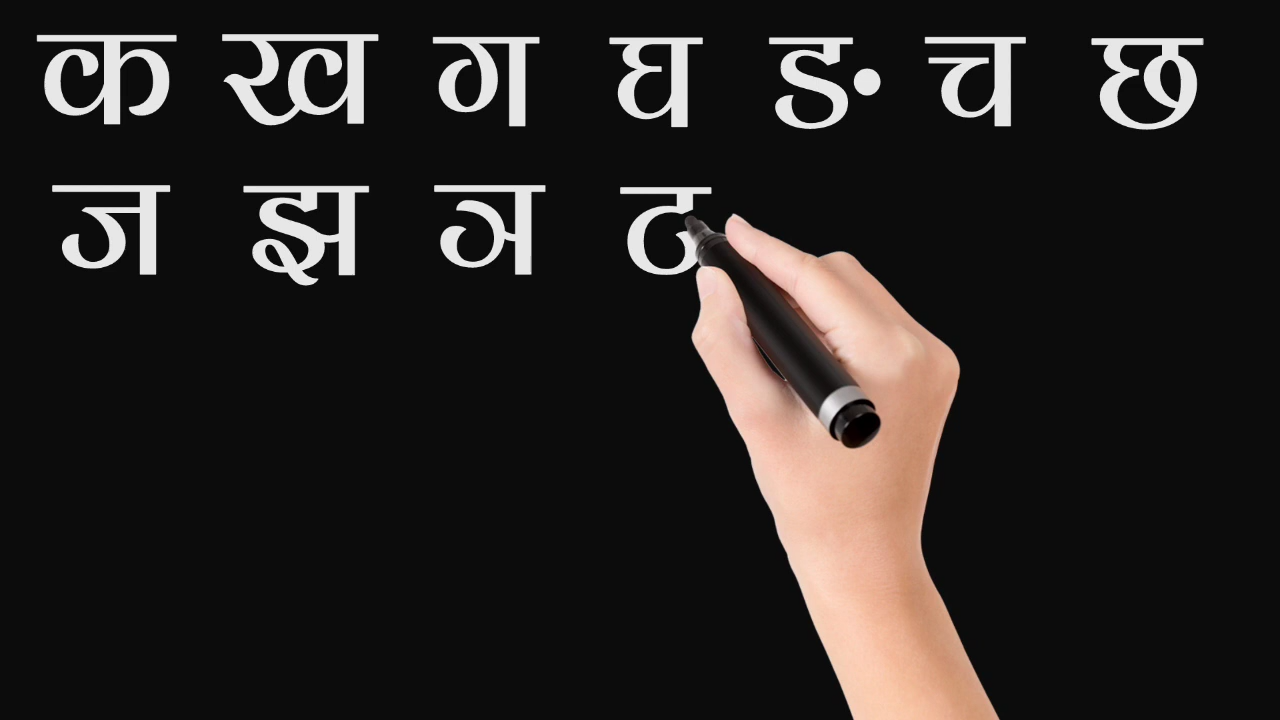 क ख ग घ ङ च छ
ज झ ञ ट